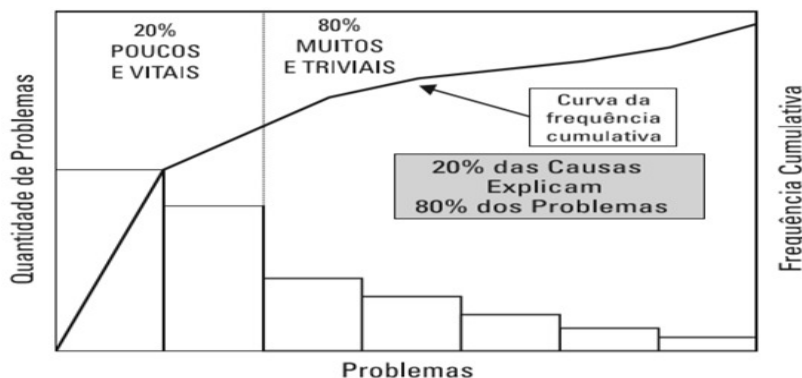 20%
POUCOS
E VITAIS
80%
MUITOS
E TRIVIAIS
Quantidade de Problemas
Curva da
frequência
cumulativa
20% das Causas
Explicam
80% dos Problemas
Frequência Cumulativa
Problemas